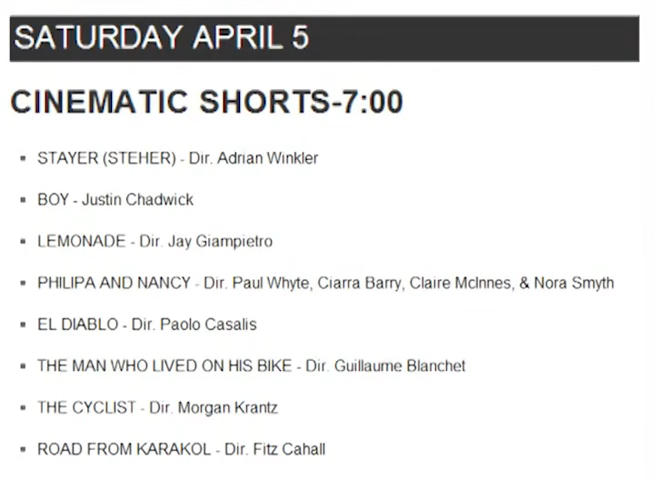 SATURDAY APRIL 5
CINEMATIC SHORTS-7:00
STAYER (STEHER) - Dir. Adrian Winkler
BOY - Justin Chadwick
LEMONADE - Dir. Jay Giampietro
PHILIPA AND NANCY - Dir. Paul Whyte, Ciarra Barry, Claire McInnes, & Nora Smyth
EL DIABLO - Dir. Paolo Casalis
THE MAN WHO LIVED ON HIS BIKE - Dir. Guillaume Blanchet
THE CYCLIST - Dir. Morgan Krantz
ROAD FROM KARAKOL - Dir. Fitz Cahall